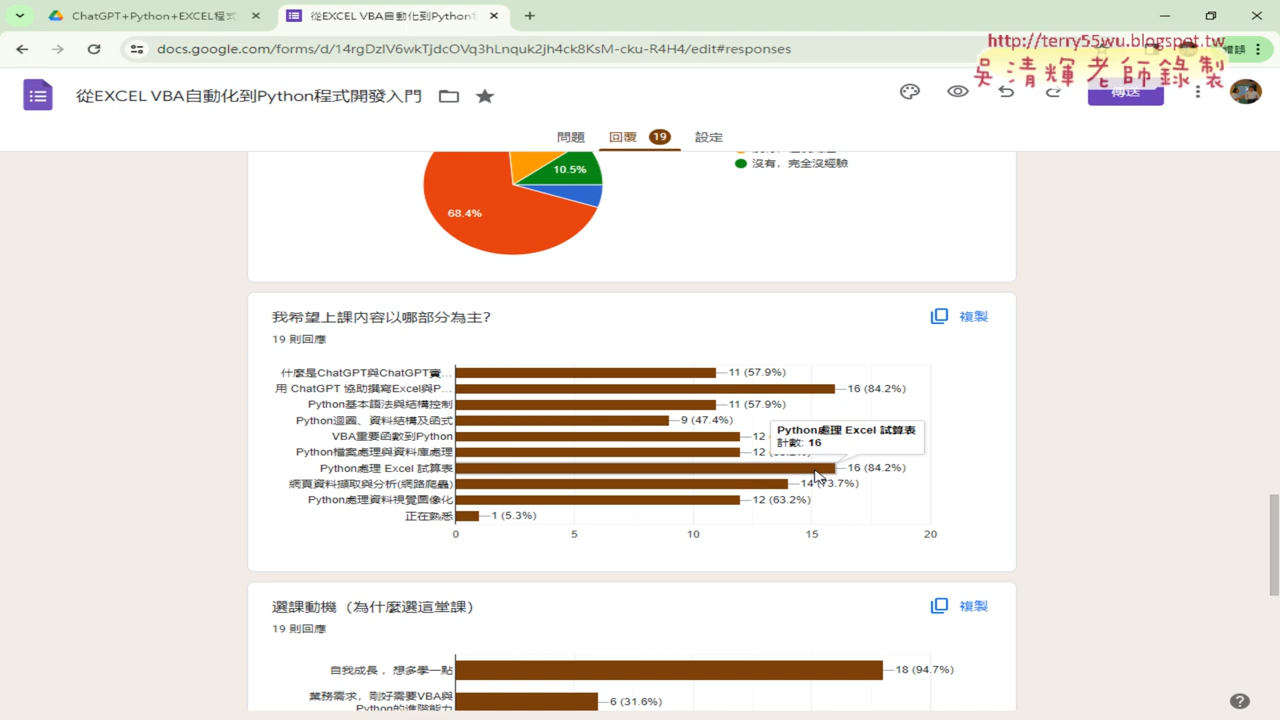 ChatGPT+Python+EXCEL程式
從EXCEL VBA自動化到Python
docs.google.com/forms/d/14rgDzlV6wkTjdcOVq3hLnquk2jh4ck8KsM-cku-R4H4/edit#responses
http://terry55wu.blogspot.tw
吳清輝老師錄製
從EXCEL VBA自動化到Python程式開發入門
傳送
問題
回覆
19
設定
10.5%
68.4%
沒有，完全沒經驗
我希望上課內容以哪部分為主?
複製
19 則回應
什麼是ChatGPT與ChatGPT實…
11 (57.9%)
用 ChatGPT 協助撰寫Excel與P…
16 (84.2%)
Python基本語法與結構控制
11 (57.9%)
Python迴圈、資料結構及函式
9 (47.4%)
VBA重要函數到Python
12
Python檔案處理與資料庫處理
12
Python處理 Excel 試算表
計數: 16
Python處理 Excel 試算表
16 (84.2%)
網頁資料擷取與分析(網路爬蟲)
14 (73.7%)
Python處理資料視覺圖像化
12 (63.2%)
正在熟悉
1 (5.3%)
0 5 10 15 20
選課動機（為什麼選這堂課）
複製
19 則回應
自我成長，想多學一點
18 (94.7%)
業務需求，剛好需要VBA與
Python的進階能力
6 (31.6%)